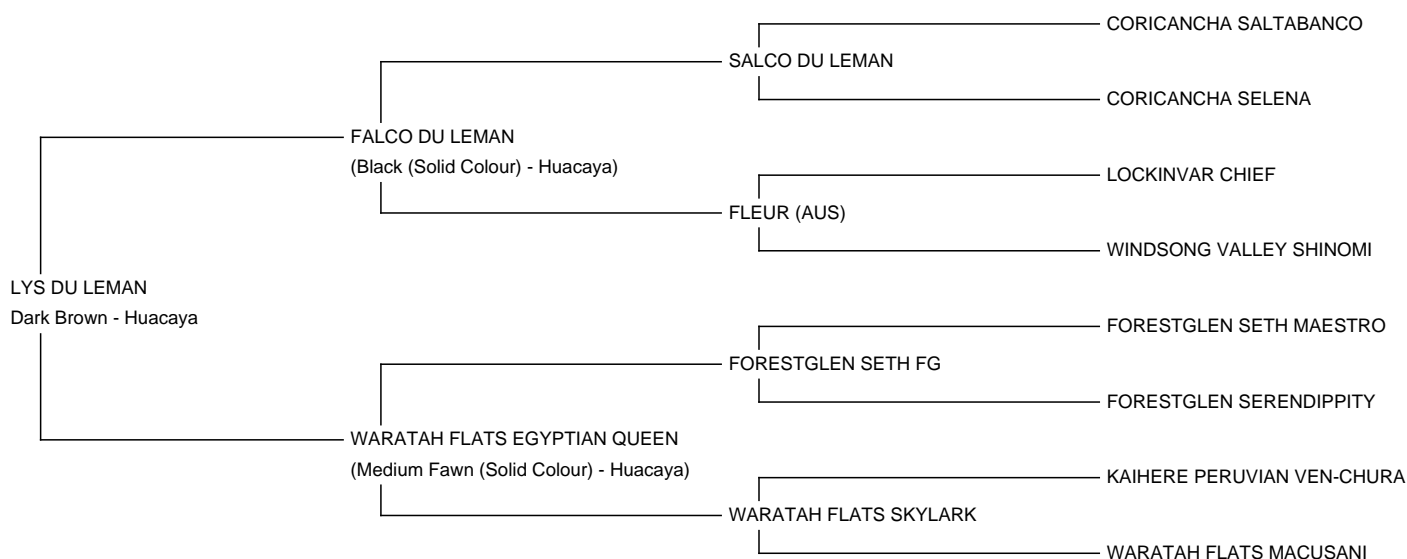 CORICANCHA SALTABANCO
SALCO DU LEMAN
CORICANCHA SELENA
FALCO DU LEMAN
(Black (Solid Colour) - Huacaya)
LOCKINVAR CHIEF
FLEUR (AUS)
WINDSONG VALLEY SHINOMI
LYS DU LEMAN
Dark Brown - Huacaya
FORESTGLEN SETH MAESTRO
FORESTGLEN SETH FG
FORESTGLEN SERENDIPPITY
WARATAH FLATS EGYPTIAN QUEEN
(Medium Fawn (Solid Colour) - Huacaya)
KAIHERE PERUVIAN VEN-CHURA
WARATAH FLATS SKYLARK
WARATAH FLATS MACUSANI